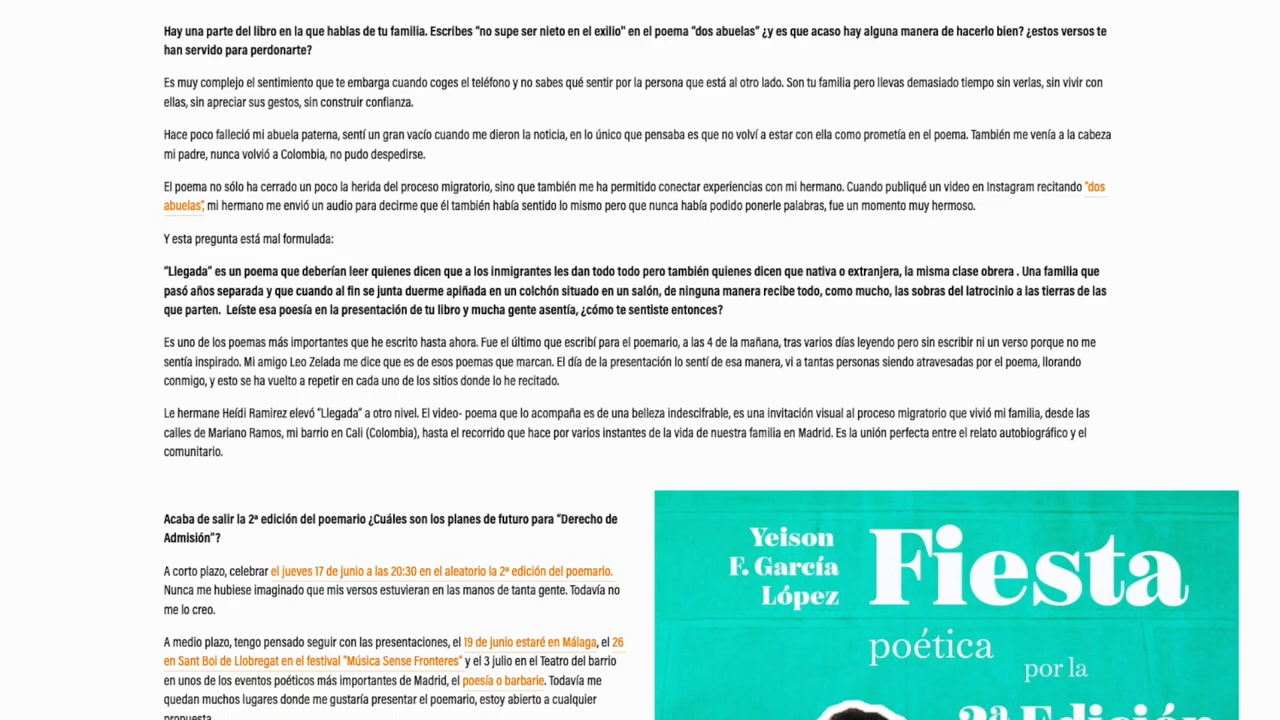 Hay una parte del libro en la que hablas de tu familia. Escribes “no supe ser nieto en el exilio” en el poema “dos abuelas” ¿y es que acaso hay alguna manera de hacerlo bien? ¿estos versos te
han servido para perdonarte?
Es muy complejo el sentimiento que te embarga cuando coges el teléfono y no sabes qué sentir por la persona que está al otro lado. Son tu familia pero llevas demasiado tiempo sin verlas, sin vivir con
ellas, sin apreciar sus gestos, sin construir confianza.
Hace poco falleció mi abuela paterna, sentí un gran vacío cuando me dieron la noticia, en lo único que pensaba es que no volví a estar con ella como prometía en el poema. También me venía a la cabeza
mi padre, nunca volvió a Colombia, no pudo despedirse.
El poema no sólo ha cerrado un poco la herida del proceso migratorio, sino que también me ha permitido conectar experiencias con mi hermano. Cuando publiqué un video en Instagram recitando “dos
abuelas”, mi hermano me envió un audio para decirme que él también había sentido lo mismo pero que nunca había podido ponerle palabras, fue un momento muy hermoso.
Y esta pregunta está mal formulada:
“Llegada” es un poema que deberían leer quienes dicen que a los inmigrantes les dan todo todo pero también quienes dicen que nativa o extranjera, la misma clase obrera . Una familia que
pasó años separada y que cuando al fin se junta duerme apiñada en un colchón situado en un salón, de ninguna manera recibe todo, como mucho, las sobras del latrocinio a las tierras de las
que parten.  Leíste esa poesía en la presentación de tu libro y mucha gente asentía, ¿cómo te sentiste entonces?
Es uno de los poemas más importantes que he escrito hasta ahora. Fue el último que escribí para el poemario, a las 4 de la mañana, tras varios días leyendo pero sin escribir ni un verso porque no me
sentía inspirado. Mi amigo Leo Zelada me dice que es de esos poemas que marcan. El día de la presentación lo sentí de esa manera, vi a tantas personas siendo atravesadas por el poema, llorando
conmigo, y esto se ha vuelto a repetir en cada uno de los sitios donde lo he recitado.
Le hermane Heídi Ramirez elevó “Llegada” a otro nivel. El video- poema que lo acompaña es de una belleza indescifrable, es una invitación visual al proceso migratorio que vivió mi familia, desde las
calles de Mariano Ramos, mi barrio en Cali (Colombia), hasta el recorrido que hace por varios instantes de la vida de nuestra familia en Madrid. Es la unión perfecta entre el relato autobiográfico y el
comunitario.
Acaba de salir la 2ª edición del poemario ¿Cuáles son los planes de futuro para “Derecho de
Admisión”?
A corto plazo, celebrar el jueves 17 de junio a las 20:30 en el aleatorio la 2ª edición del poemario.
Nunca me hubiese imaginado que mis versos estuvieran en las manos de tanta gente. Todavía no
me lo creo.
A medio plazo, tengo pensado seguir con las presentaciones, el 19 de junio estaré en Málaga, el 26
en Sant Boi de Llobregat en el festival “Música Sense Fronteres” y el 3 julio en el Teatro del barrio
en unos de los eventos poéticos más importantes de Madrid, el poesía o barbarie. Todavía me
quedan muchos lugares donde me gustaría presentar el poemario, estoy abierto a cualquier
propuesta.
Yeison
F. García
López
Fiesta
poética
por la
2ª Edición